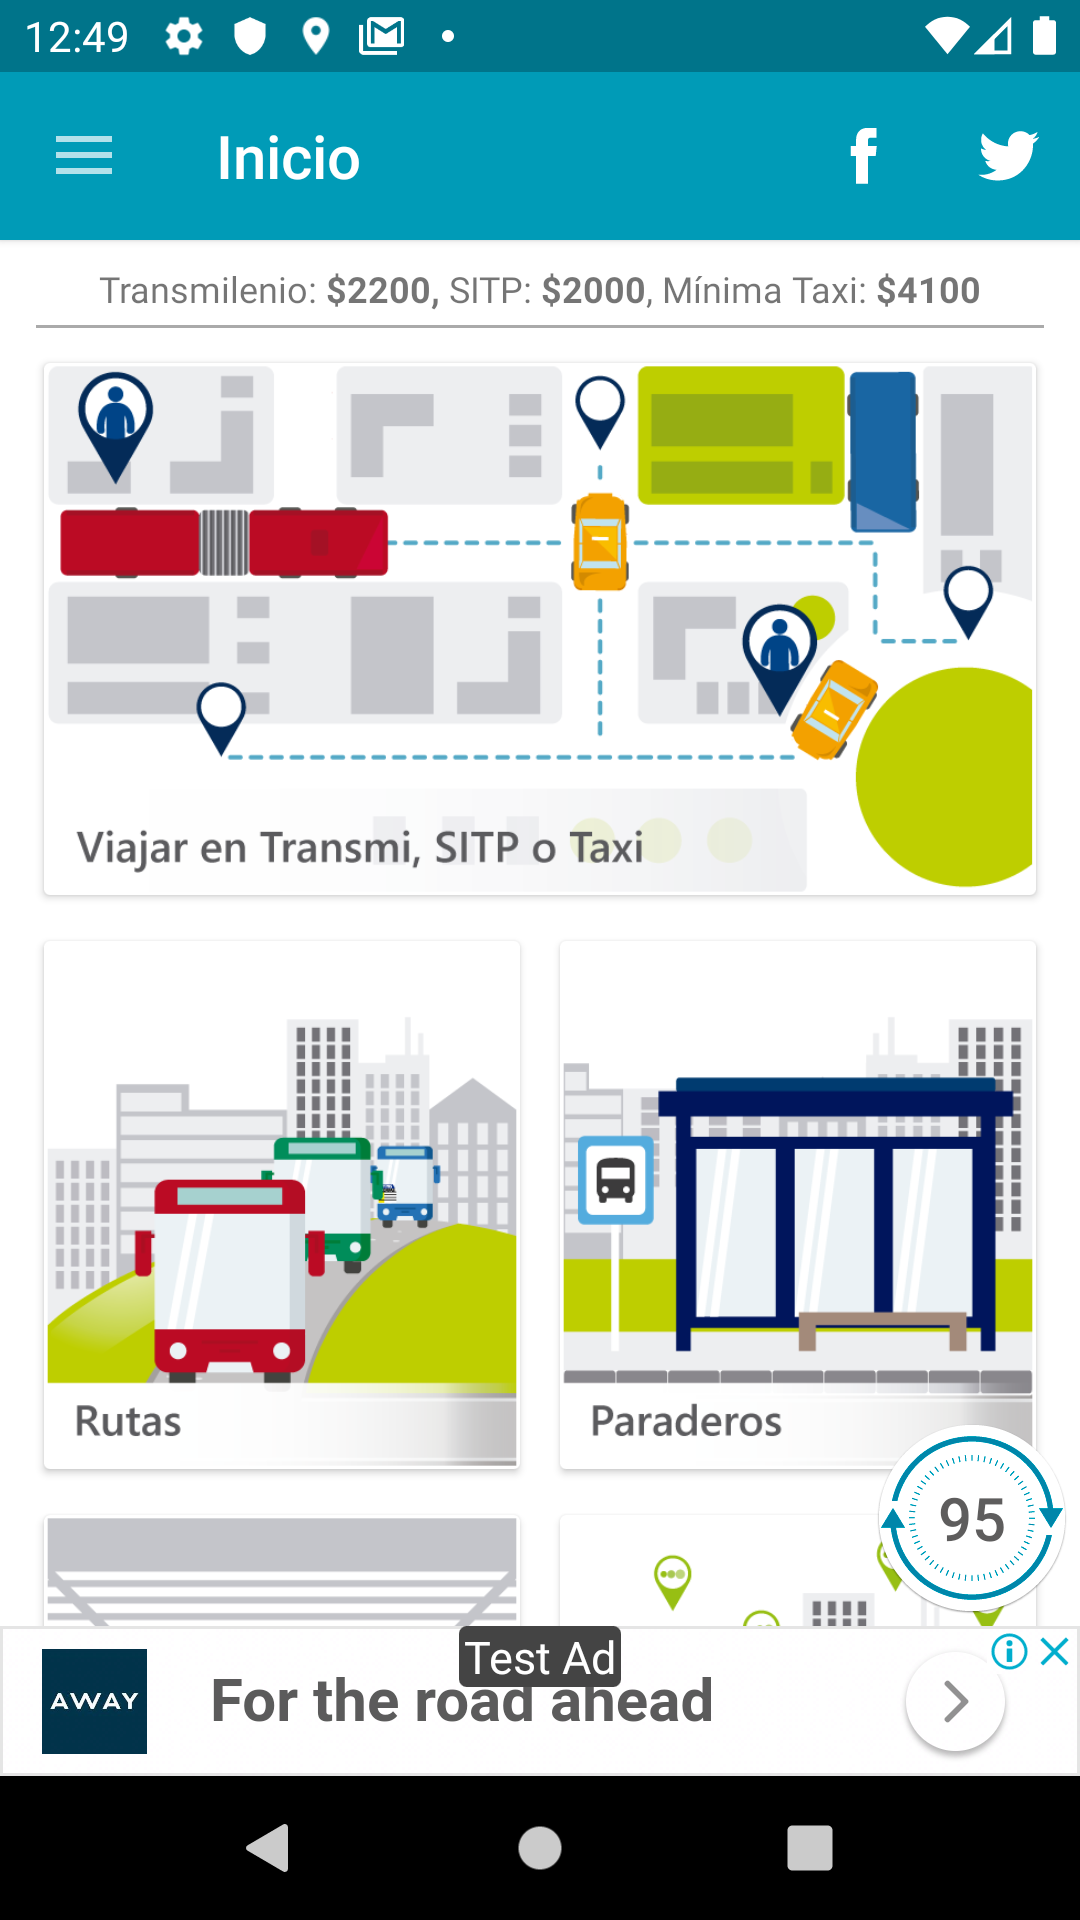 12:49
Inicio
Transmilenio: $2200, SITP: $2000, Mínima Taxi: $4100
Viajar en Transmi, SITP o Taxi
Rutas
Paraderos
95
Test Ad
AWAY
For the road ahead